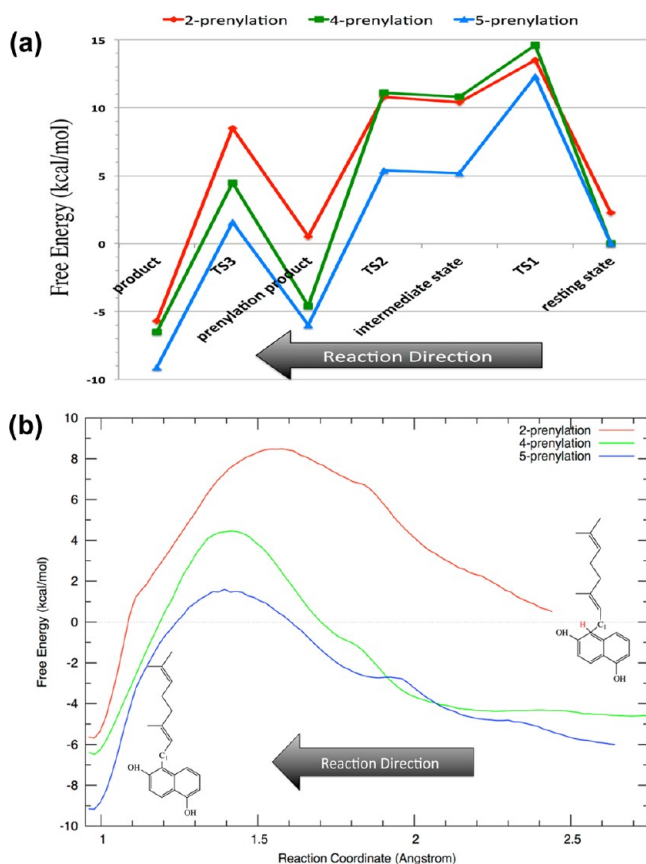 2-prenylation 4-prenylation 5-prenylation
(a)
15
10
5
0
-5
-10
Free Energy (kcal/mol)
product
TS3
prenylation product
TS2
intermediate state
TS1
resting state
Reaction Direction
(b)
10
8
6
4
2
0
-2
-4
-6
-8
-10
Free Energy (kcal/mol)
2-prenylation
4-prenylation
5-prenylation
H
C1
OH
OH
C1
OH
OH
Reaction Direction
1 1.5 2 2.5
Reaction Coordinate (Angstrom)